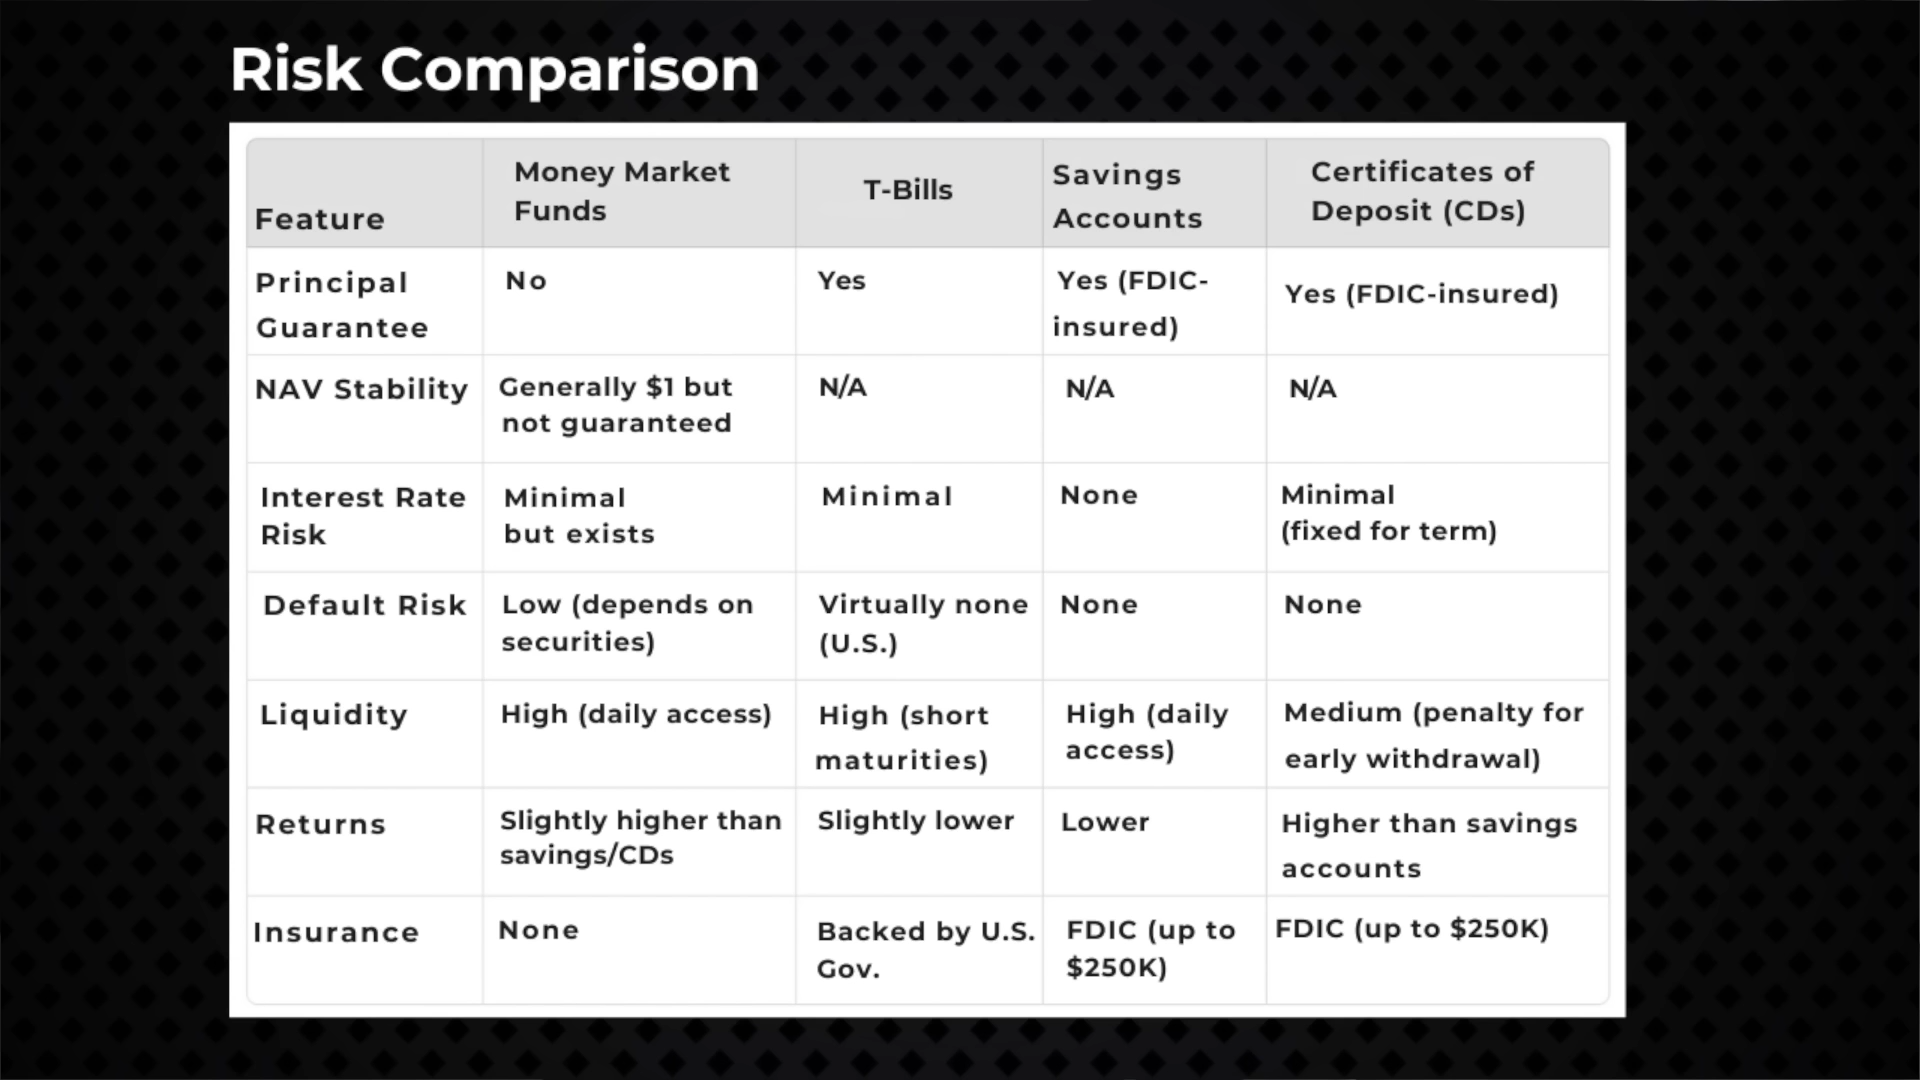 Risk Comparison
Feature
Money Market
Funds
T-Bills
Savings
Accounts
Certificates of
Deposit (CDs)
Principal
Guarantee
No
Yes
Yes (FDIC-
insured)
Yes (FDIC-insured)
NAV Stability
Generally $1 but
not guaranteed
N/A
N/A
N/A
Interest Rate
Risk
Minimal
but exists
Minimal
None
Minimal
(fixed for term)
Default Risk
Low (depends on
securities)
Virtually none
(U.S.)
None
None
Liquidity
High (daily access)
High (short
maturities)
High (daily
access)
Medium (penalty for
early withdrawal)
Returns
Slightly higher than
savings/CDs
Slightly lower
Lower
Higher than savings
accounts
Insurance
None
Backed by U.S.
Gov.
FDIC (up to
$250K)
FDIC (up to $250K)